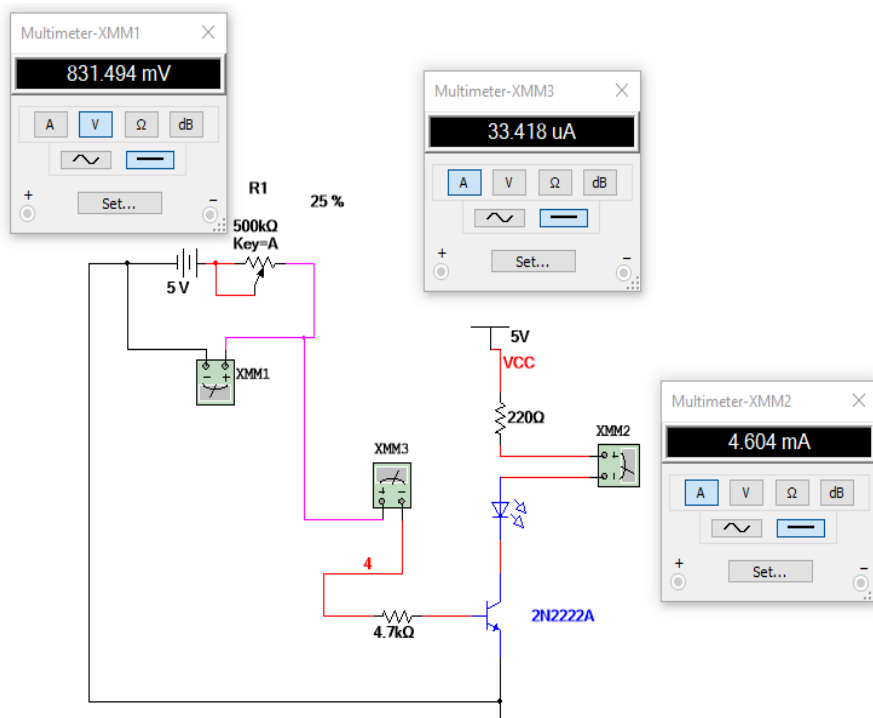 Multimeter-XMM1
831.494 mV
A V Ω dB
+ Set... −
Multimeter-XMM3
33.418 uA
A V Ω dB
+ Set... −
R1
25 %
500kΩ
Key=A
5 V
XMM1
5V
VCC
220Ω
XMM2
XMM3
Multimeter-XMM2
4.604 mA
A V Ω dB
+ Set... −
4
4.7kΩ
2N2222A